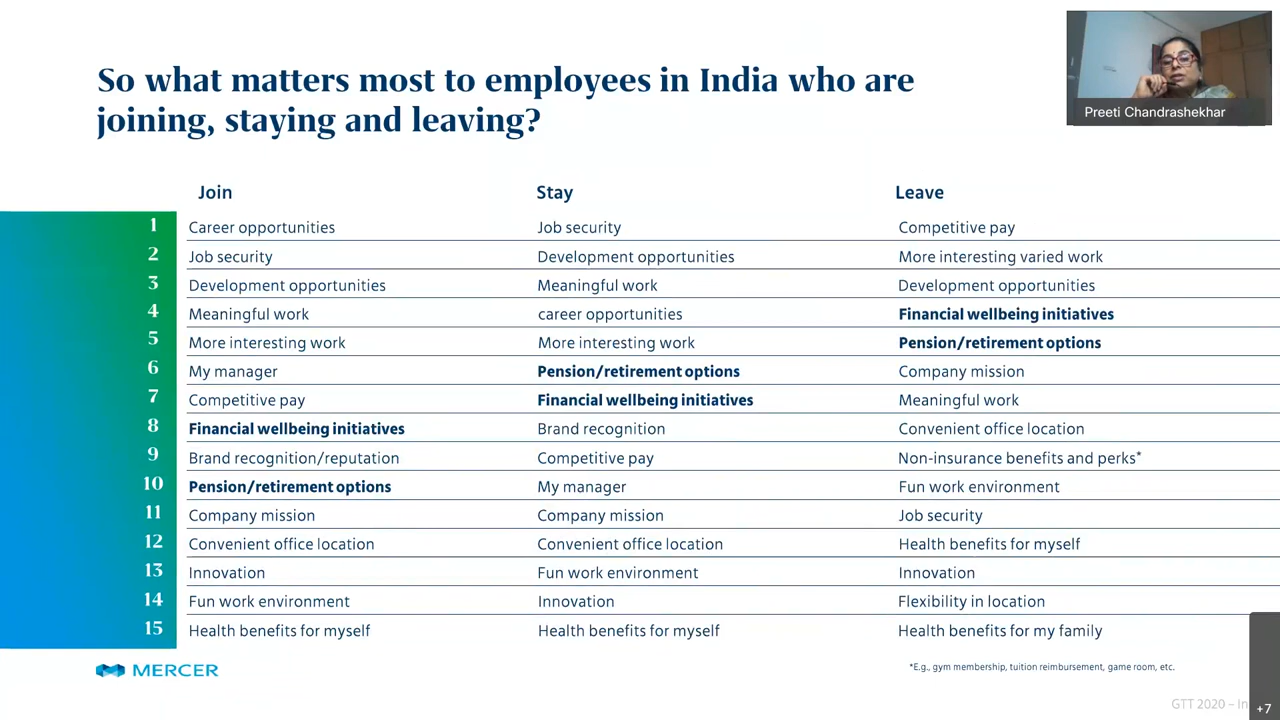 So what matters most to employees in India who are
joining, staying and leaving?
Preeti Chandrashekhar
Join Stay Leave
1 Career opportunities Job security Competitive pay
2 Job security Development opportunities More interesting varied work
3 Development opportunities Meaningful work Development opportunities
4 Meaningful work career opportunities Financial wellbeing initiatives
5 More interesting work More interesting work Pension/retirement options
6 My manager Pension/retirement options Company mission
7 Competitive pay Financial wellbeing initiatives Meaningful work
8 Financial wellbeing initiatives Brand recognition Convenient office location
9 Brand recognition/reputation Competitive pay Non-insurance benefits and perks*
10 Pension/retirement options My manager Fun work environment
11 Company mission Company mission Job security
12 Convenient office location Convenient office location Health benefits for myself
13 Innovation Fun work environment Innovation
14 Fun work environment Innovation Flexibility in location
15 Health benefits for myself Health benefits for myself Health benefits for my family
MERCER
*E.g., gym membership, tuition reimbursement, game room, etc.
GTT 2020 –
+7